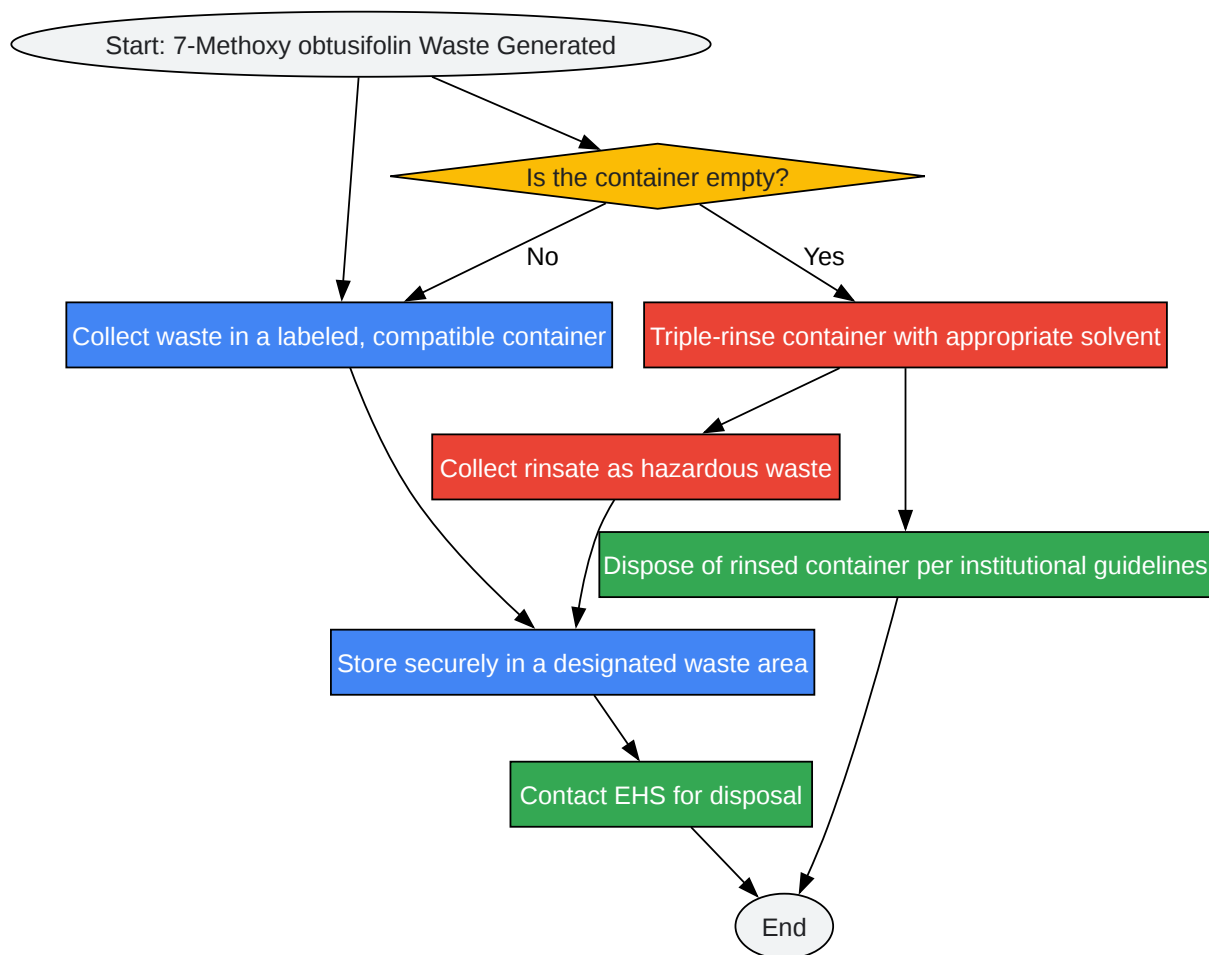 Start: 7-Methoxy obtusifolin Waste Generated
Is the container empty?
No
Yes
Collect waste in a labeled, compatible container
Triple-rinse container with appropriate solvent
Collect rinsate as hazardous waste
Dispose of rinsed container per institutional guidelines
Store securely in a designated waste area
Contact EHS for disposal
End